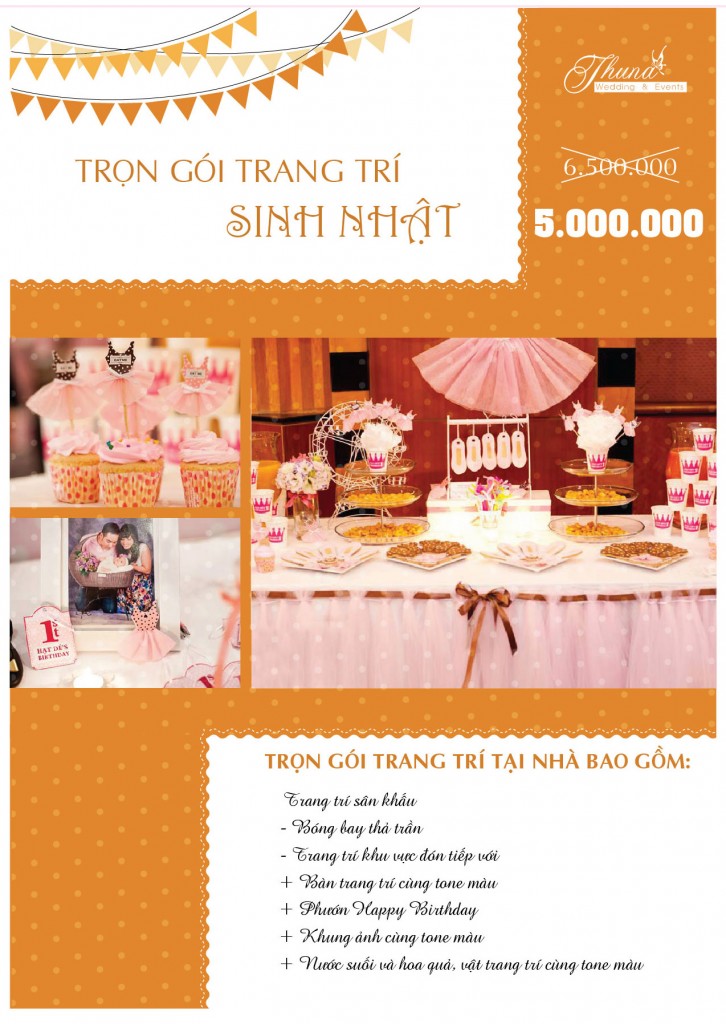 Thuna
Wedding & Events
TRỌN GÓI TRANG TRÍ
SINH NHẬT
6.500.000
5.000.000
1st
HẠT DẺ'S
BIRTHDAY
TRỌN GÓI TRANG TRÍ TẠI NHÀ BAO GỒM:
Trang trí sân khấu
- Bóng bay thả trần
- Trang trí khu vực đón tiếp với
+ Bàn trang trí cùng tone màu
+ Phướn Happy Birthday
+ Khung ảnh cùng tone màu
+ Nước suối và hoa quả, vật trang trí cùng tone màu